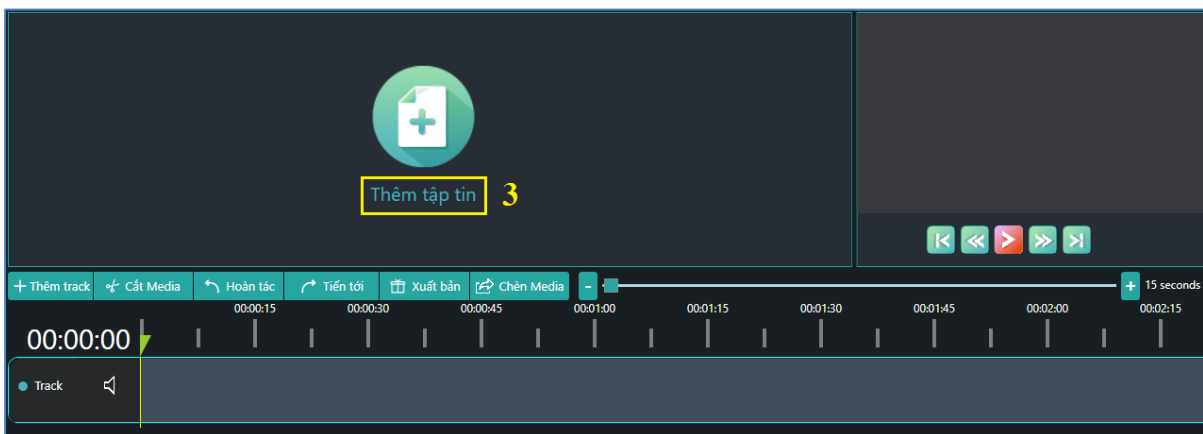 Thêm tập tin 3
+ Thêm track Cắt Media Hoàn tác Tiến tới Xuất bản Chèn Media - + 15 seconds
00:00:15 00:00:30 00:00:45 00:01:00 00:01:15 00:01:30 00:01:45 00:02:00 00:02:15
00:00:00
Track